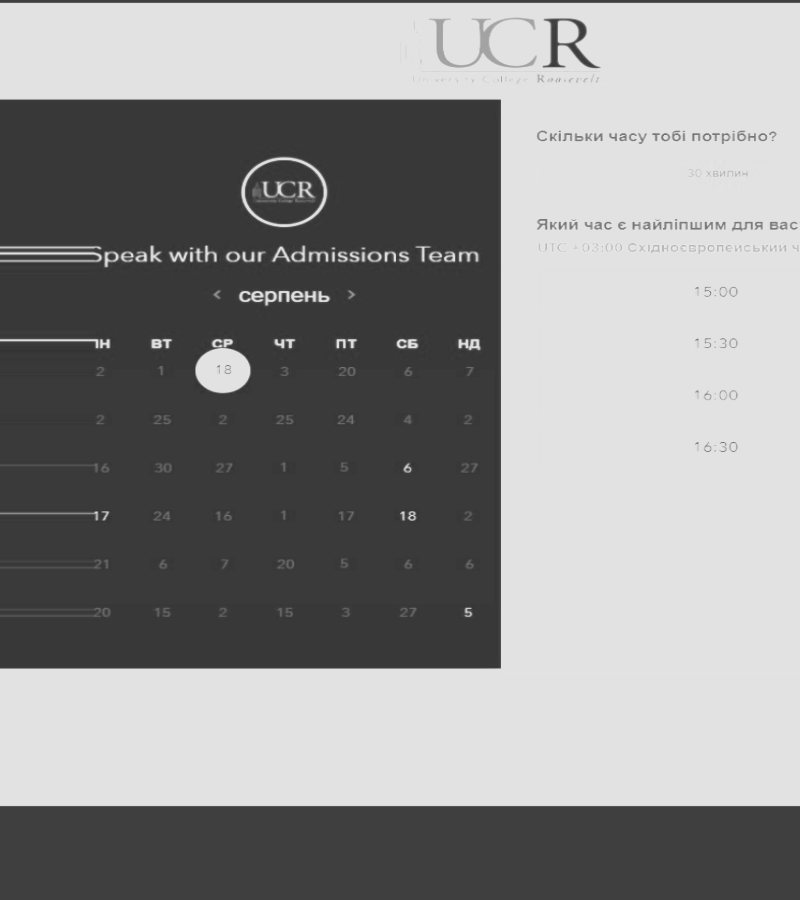 UCR
University College Roosevelt
UCR
Speak with our Admissions Team
< серпень >
ПН ВТ СР ЧТ ПТ СБ НД
2 1 18 3 20 6 7
2 25 2 25 24 4 2
16 30 27 1 5 6 27
17 24 16 1 17 18 2
21 6 7 20 5 6 6
20 15 2 15 3 27 5
Скільки часу тобі потрібно?
30 хвилин
Який час є найліпшим для вас
UTC +03:00 Східноєвропейський ч
15:00
15:30
16:00
16:30